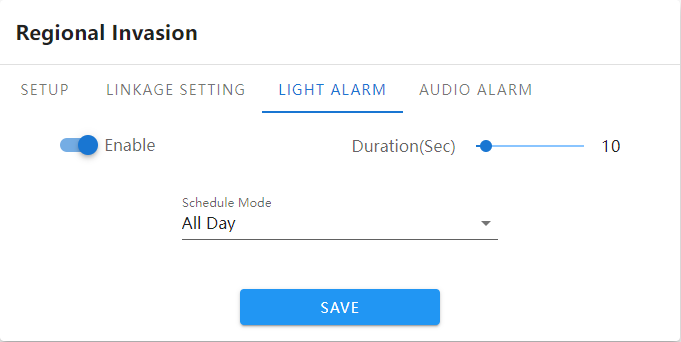 Regional Invasion
SETUP LINKAGE SETTING LIGHT ALARM AUDIO ALARM
Enable Duration(Sec) 10
Schedule Mode
All Day
SAVE